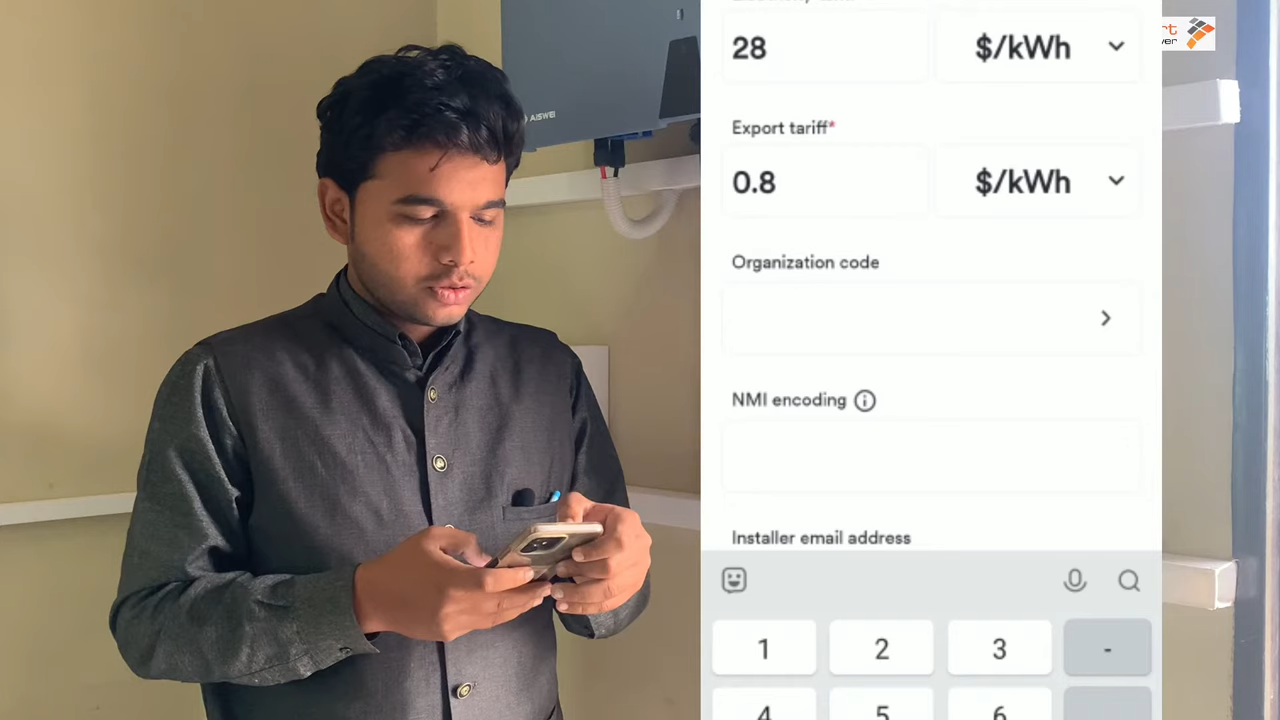 28
$/kWh
Export tariff*
0.8
$/kWh
Organization code
NMI encoding
Installer email address
1
2
3
-
4
5
6
AISWEI